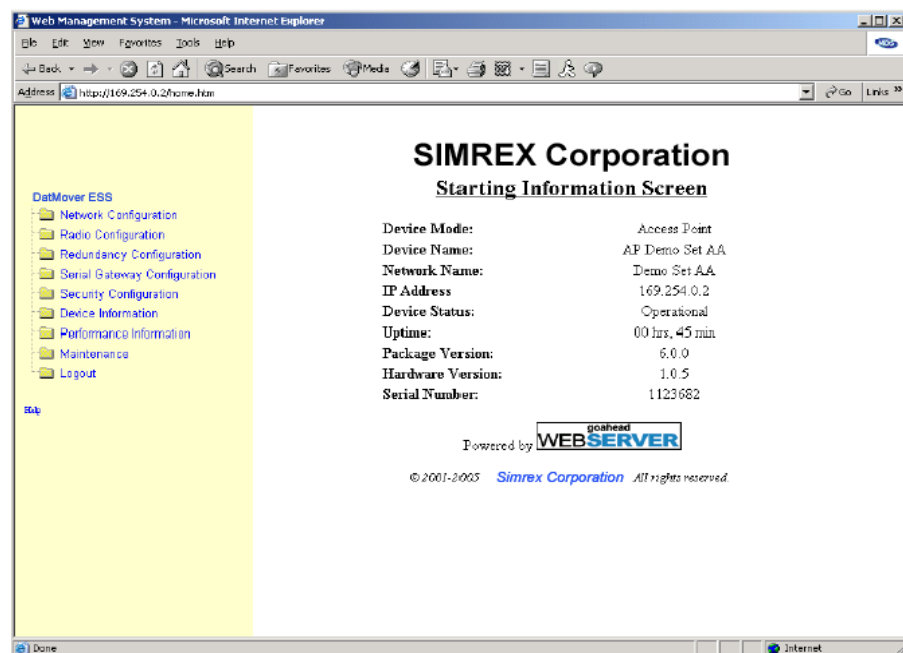 Web Management System - Microsoft Internet Explorer
File Edit View Favorites Tools Help
Back Search Favorites Media
Address http://169.254.0.2/home.htm Go Links »
DatMover ESS
Network Configuration
Radio Configuration
Redundancy Configuration
Serial Gateway Configuration
Security Configuration
Device Information
Performance Information
Maintenance
Logout
Help
SIMREX Corporation
Starting Information Screen
Device Mode: Access Point
Device Name: AP Demo Set AA
Network Name: Demo Set AA
IP Address 169.254.0.2
Device Status: Operational
Uptime: 00 hrs, 45 min
Package Version: 6.0.0
Hardware Version: 1.0.5
Serial Number: 1123682
Powered by goahead WEBSERVER
© 2001-2005 Simrex Corporation All rights reserved.
Done Internet